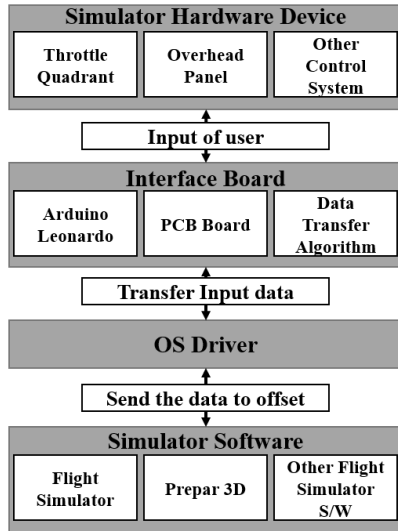 Simulator Hardware Device
Throttle
Quadrant
Overhead
Panel
Other
Control
System
Input of user
Interface Board
Arduino
Leonardo
PCB Board
Data
Transfer
Algorithm
Transfer Input data
OS Driver
Send the data to offset
Simulator Software
Flight
Simulator
Prepar 3D
Other Flight
Simulator
S/W